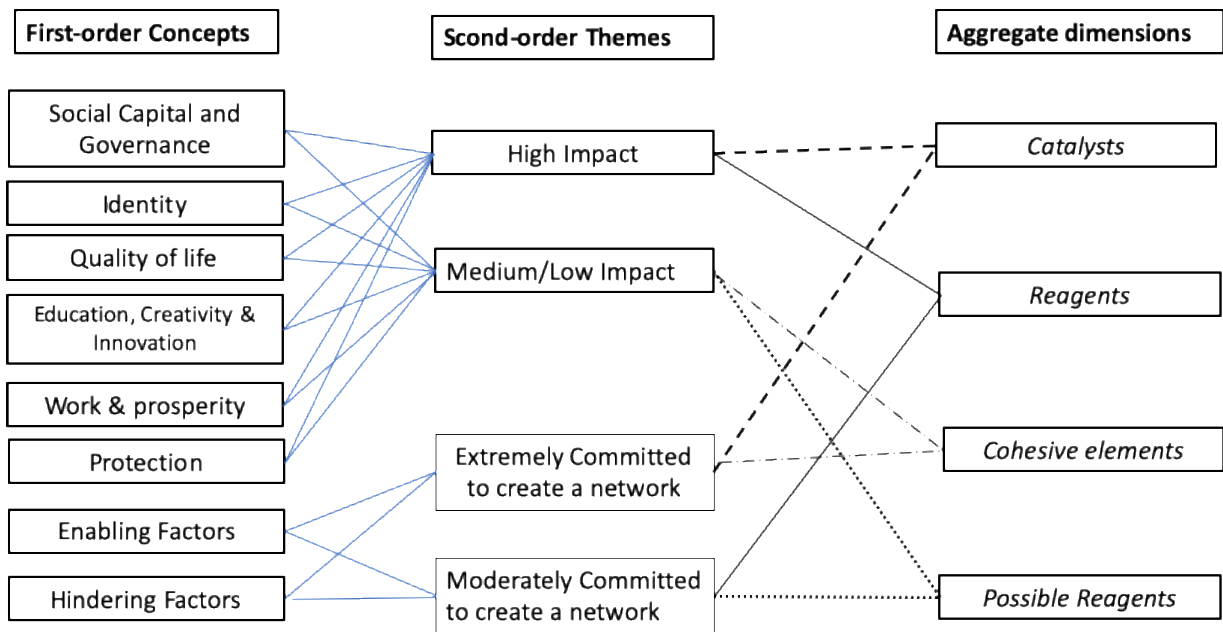 First-order Concepts
Scond-order Themes
Aggregate dimensions
Social Capital and
Governance
Identity
Quality of life
Education, Creativity &
Innovation
Work & prosperity
Protection
Enabling Factors
Hindering Factors
High Impact
Medium/Low Impact
Extremely Committed
to create a network
Moderately Committed
to create a network
Catalysts
Reagents
Cohesive elements
Possible Reagents